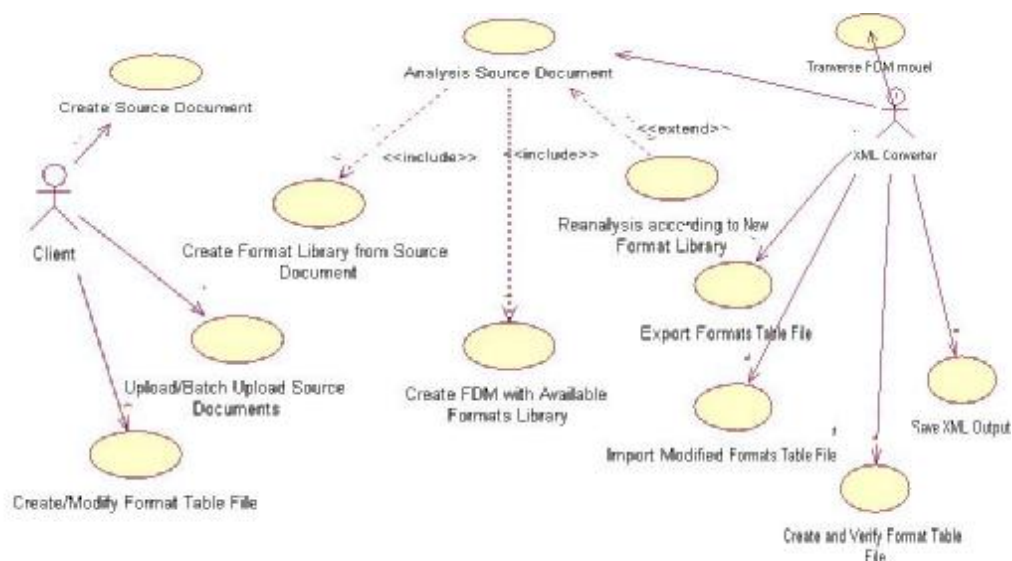 Tranverse FDM mouel
Analysis Source Document
Create Source Document
<<include>>
<<include>>
<<extend>>
XML Converter
Client
Create Format Library from Source
Document
Reanalysis according to New
Format Library
Export Formats Table File
Upload/Batch Upload Source
Documents
Create FDM with Available
Formats Library
Import Modified Formats Table File
Save XML Output
Create/Modify Format Table File
Create and Verify Format Table
File